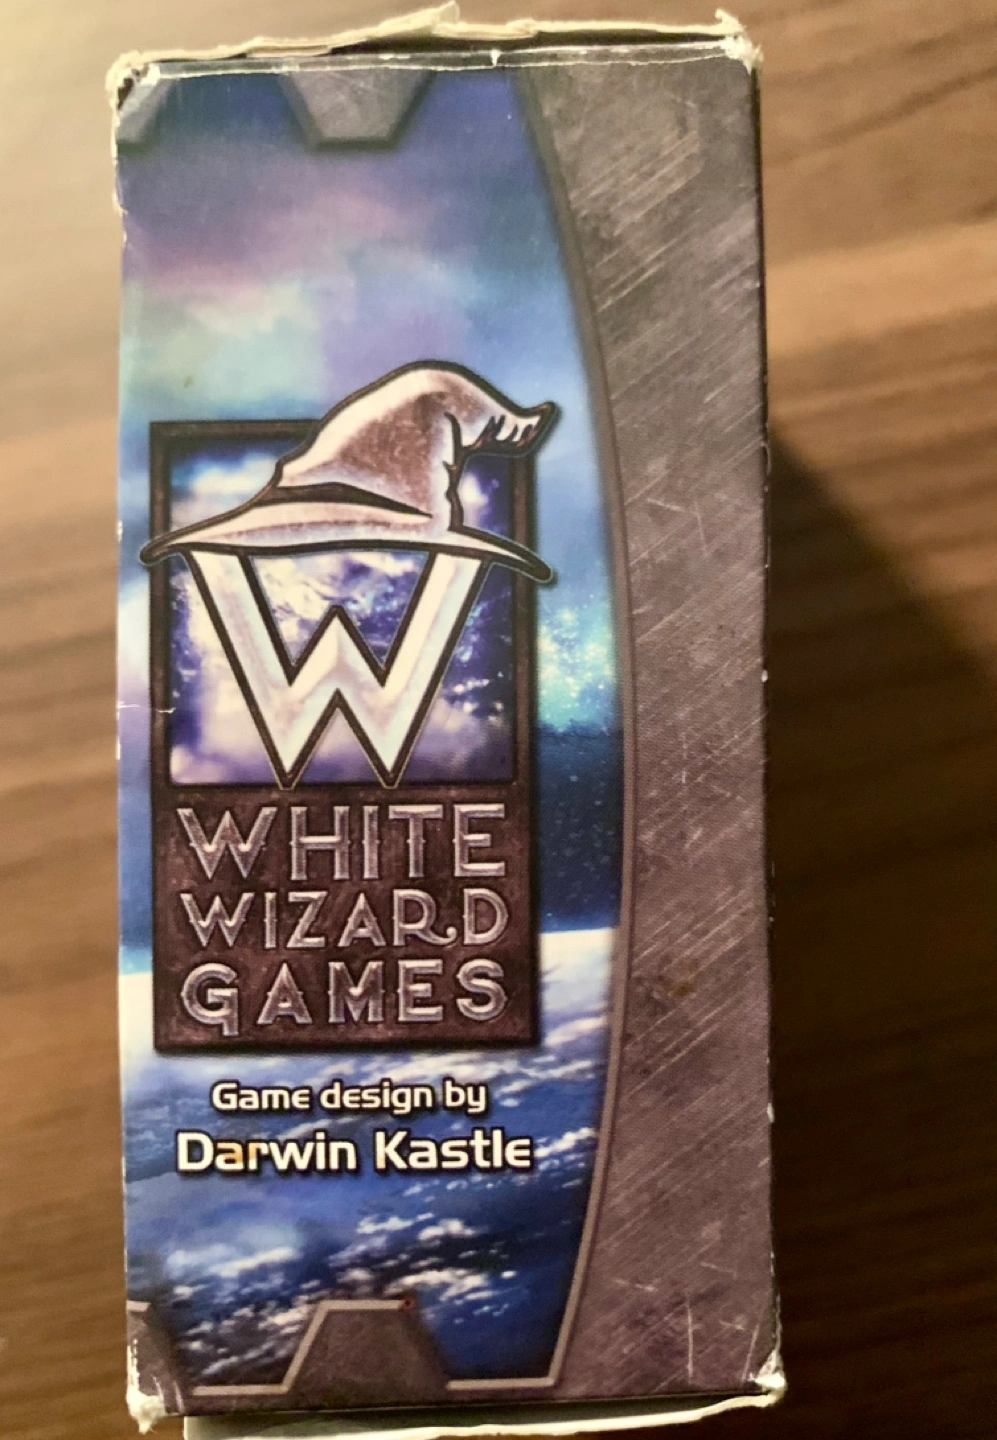 W
WHITE
WIZARD
GAMES
Game design by
Darwin Kastle